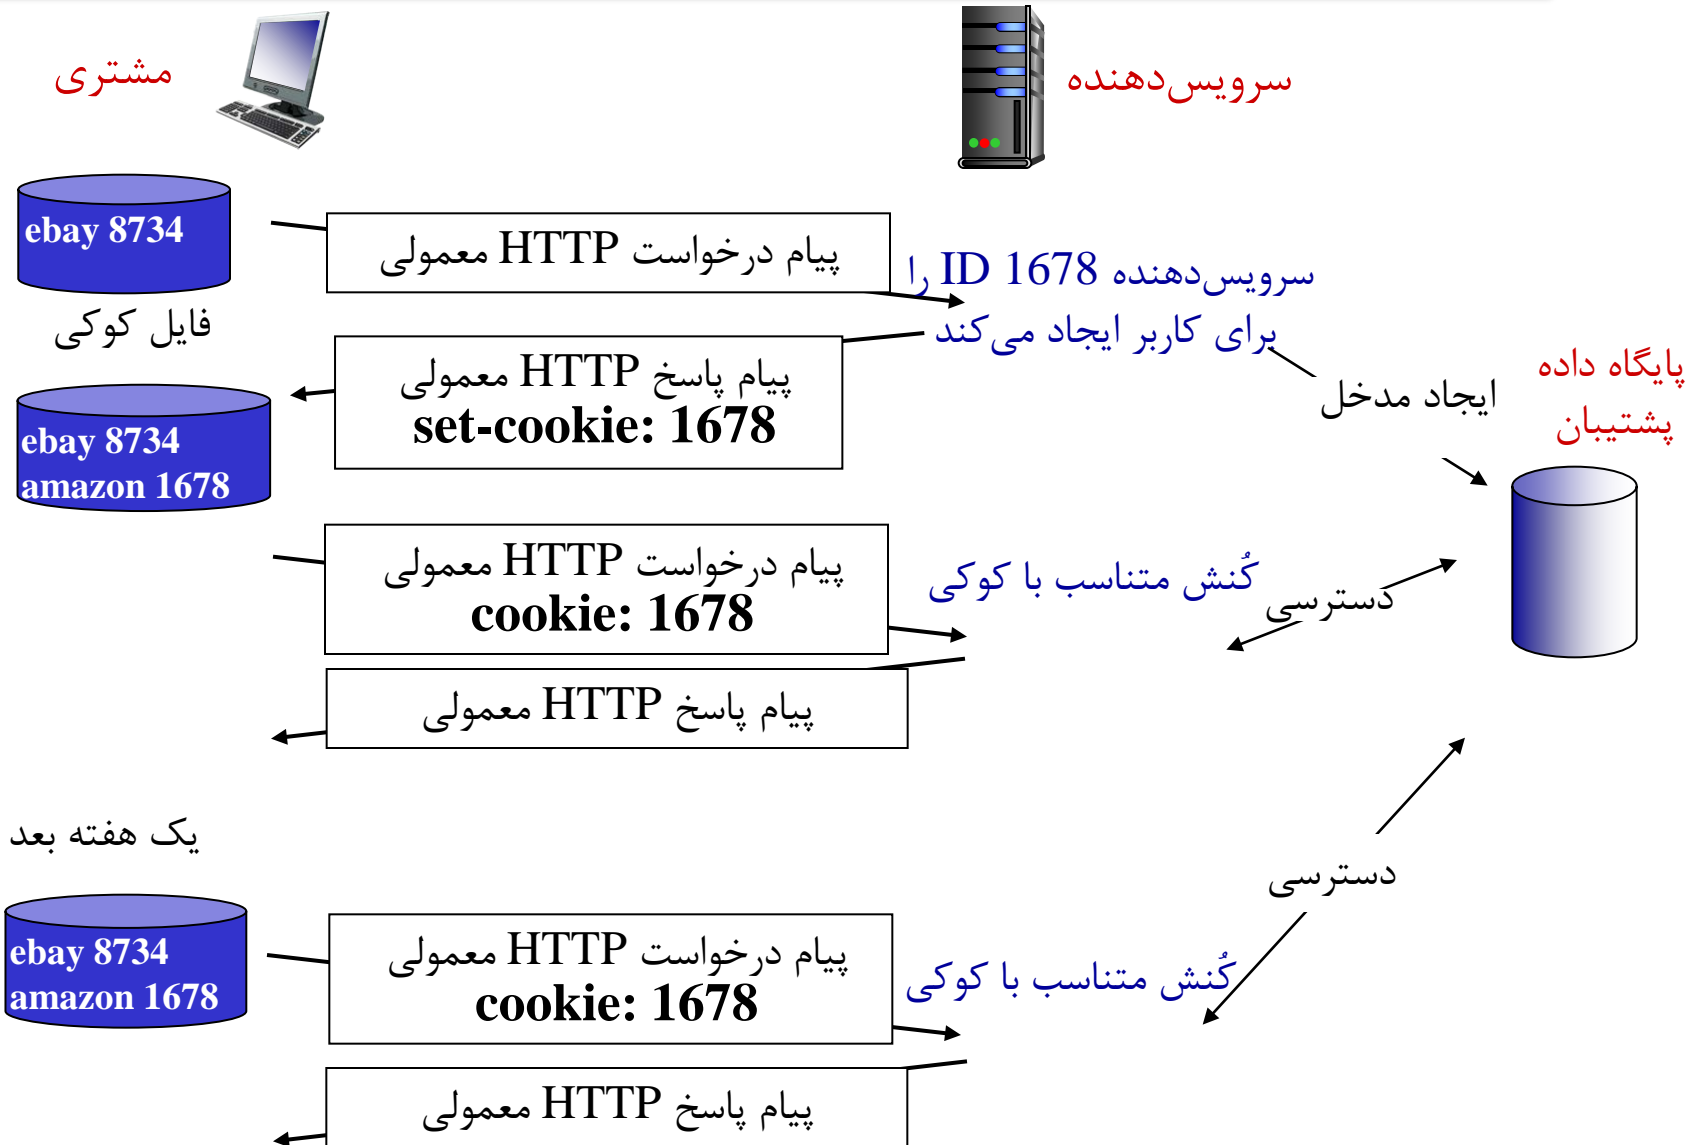 مشتری
سرویس‌دهنده
ebay 8734
فایل کوکی
پیام درخواست HTTP معمولی
سرویس‌دهنده ID 1678 را
برای کاربر ایجاد می‌کند
پیام پاسخ HTTP معمولی
set-cookie: 1678
ایجاد مدخل
پایگاه داده
پشتیبان
ebay 8734
amazon 1678
پیام درخواست HTTP معمولی
cookie: 1678
کُنش متناسب با کوکی
دسترسی
پیام پاسخ HTTP معمولی
یک هفته بعد
دسترسی
ebay 8734
amazon 1678
پیام درخواست HTTP معمولی
cookie: 1678
کُنش متناسب با کوکی
پیام پاسخ HTTP معمولی